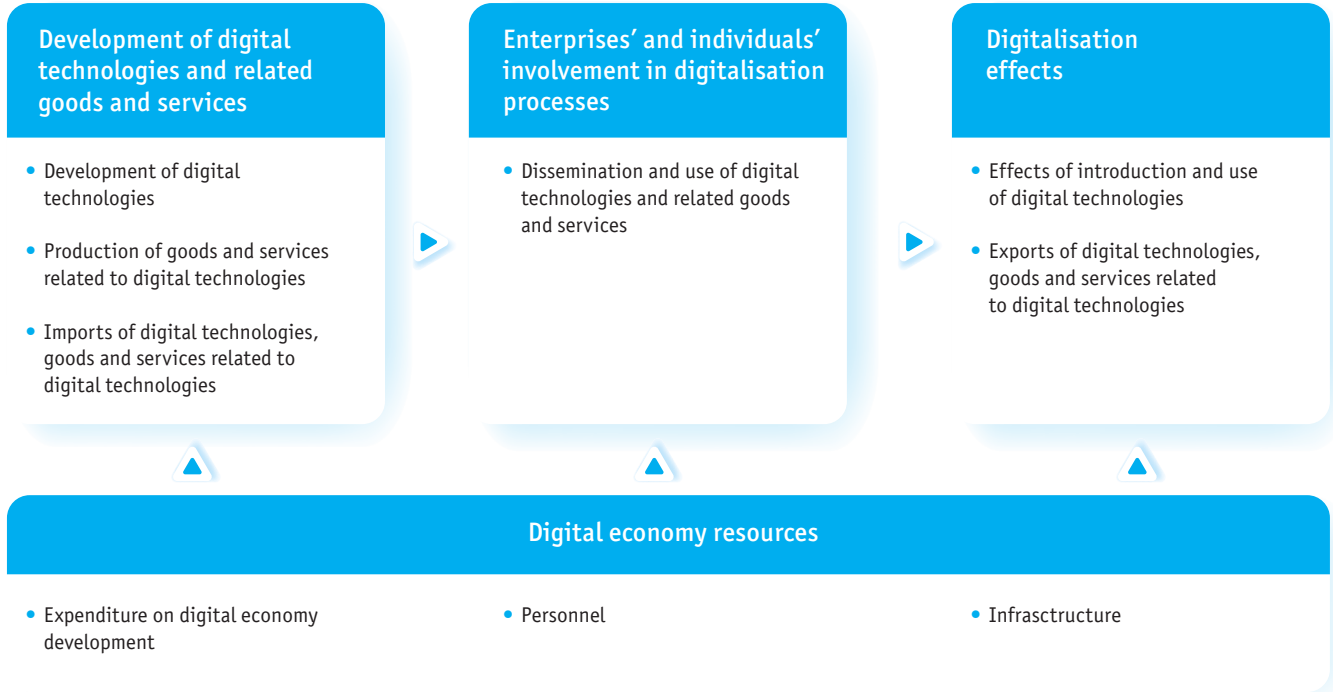 Development of digital
technologies and related
goods and services
• Development of digital
technologies
• Production of goods and services
related to digital technologies
• Imports of digital technologies,
goods and services related to
digital technologies
Enterprises’ and individuals’
involvement in digitalisation
processes
• Dissemination and use of digital
technologies and related goods
and services
Digitalisation
effects
• Effects of introduction and use
of digital technologies
• Exports of digital technologies,
goods and services related
to digital technologies
Digital economy resources
• Expenditure on digital economy
development
• Personnel
• Infrasctructure